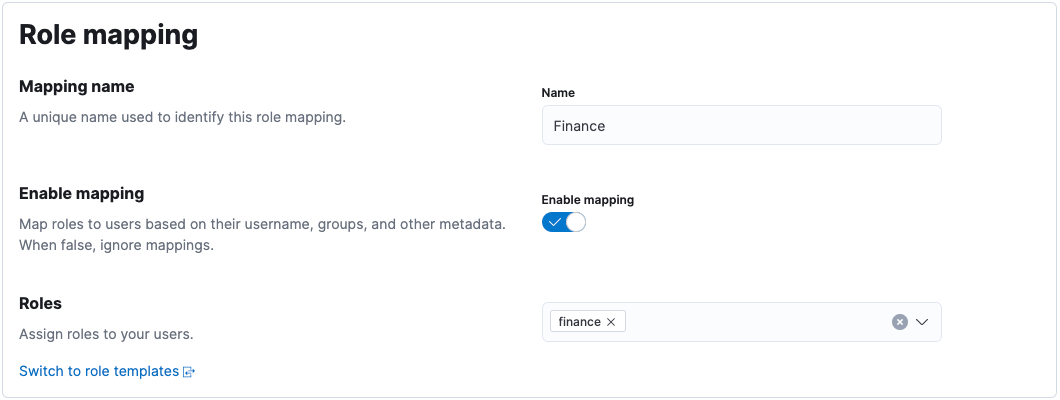 Role mapping
Mapping name
A unique name used to identify this role mapping.
Name
Finance
Enable mapping
Map roles to users based on their username, groups, and other metadata.
When false, ignore mappings.
Enable mapping
Roles
Assign roles to your users.
Switch to role templates
finance